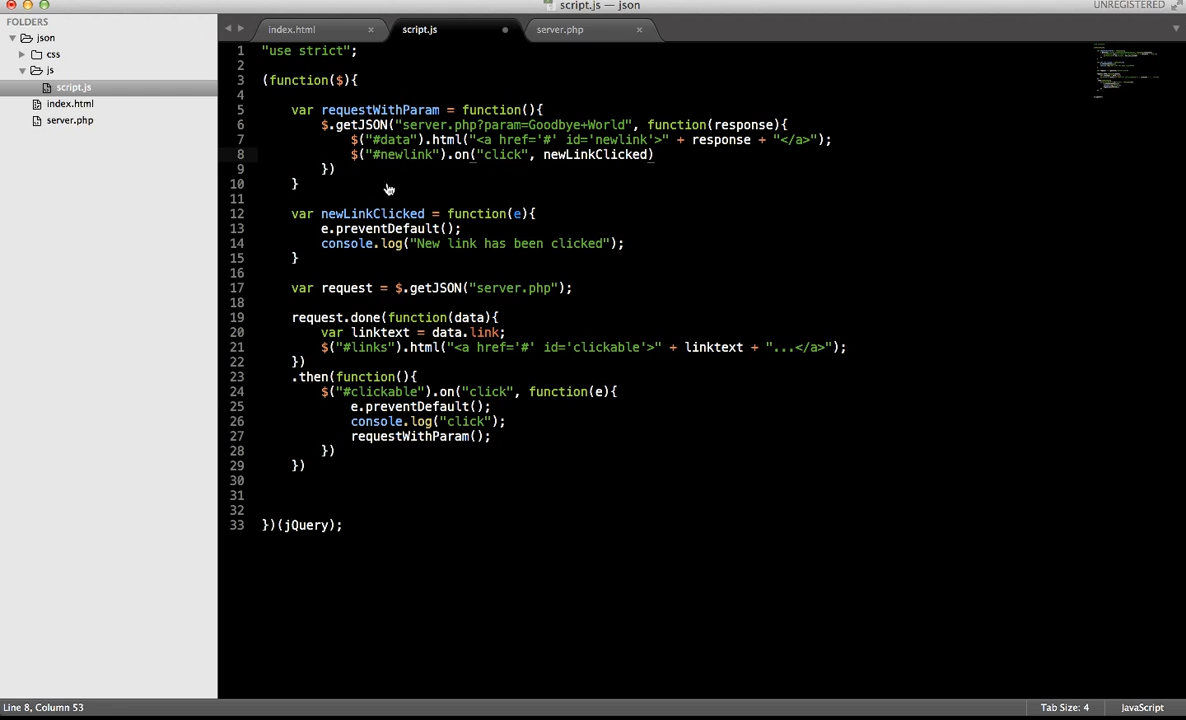 script.js — json
UNREGISTERED
FOLDERS
json
css
js
script.js
index.html
server.php
index.html
script.js
server.php
1 "use strict";
2
3 (function($){
4
5 var requestWithParam = function(){
6 $.getJSON("server.php?param=Goodbye+World", function(response){
7 $("#data").html("<a href='#' id='newlink'>" + response + "</a>");
8 $("#newlink").on("click", newLinkClicked)
9 })
10 }
11
12 var newLinkClicked = function(e){
13 e.preventDefault();
14 console.log("New link has been clicked");
15 }
16
17 var request = $.getJSON("server.php");
18
19 request.done(function(data){
20 var linktext = data.link;
21 $("#links").html("<a href='#' id='clickable'>" + linktext + "...</a>");
22 })
23 .then(function(){
24 $("#clickable").on("click", function(e){
25 e.preventDefault();
26 console.log("click");
27 requestWithParam();
28 })
29 })
30
31
32
33 })(jQuery);
Line 8, Column 53
Tab Size: 4
JavaScript